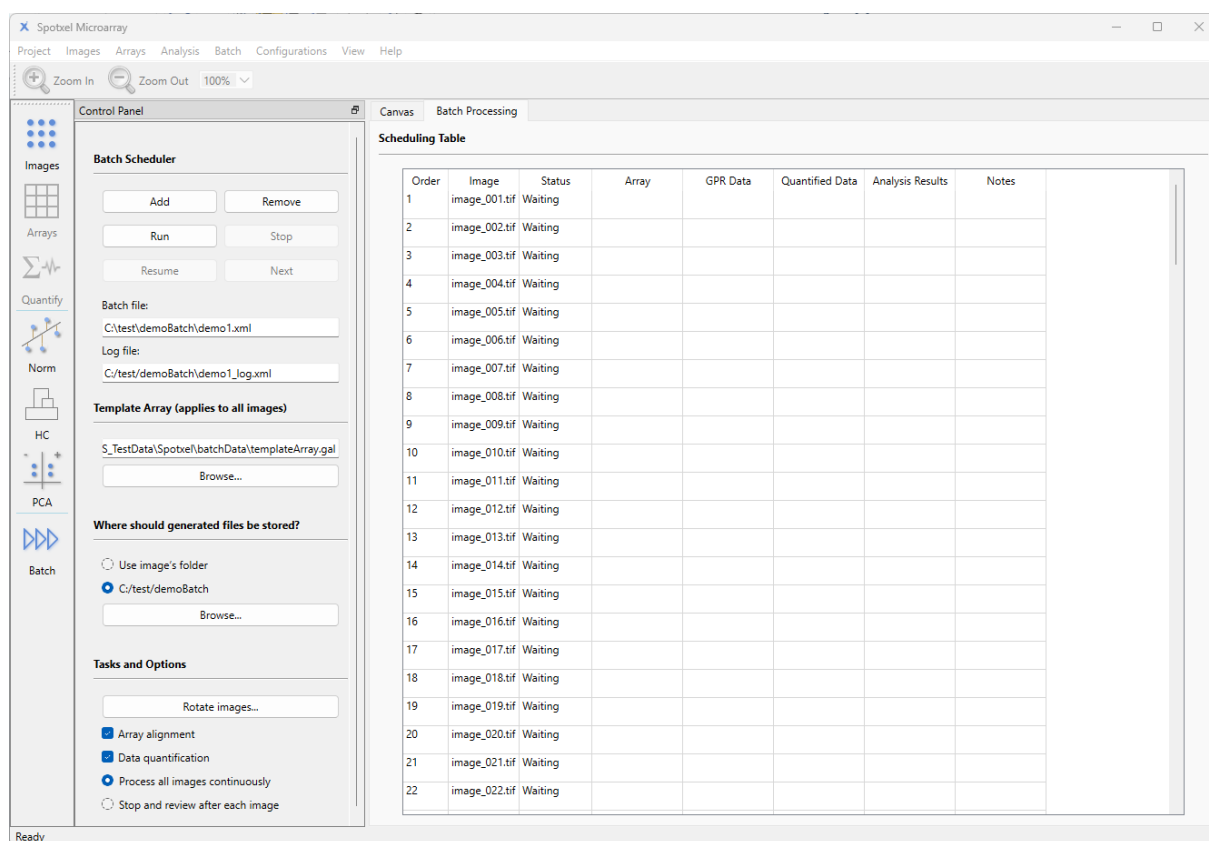 Spotxel Microarray
Project Images Arrays Analysis Batch Configurations View Help
Zoom In Zoom Out 100%
Images
Arrays
Quantify
Norm
HC
PCA
Batch
Control Panel
Batch Scheduler
Add Remove
Run Stop
Resume Next
Batch file:
C:\test\demoBatch\demo1.xml
Log file:
C:/test/demoBatch\demo1_log.xml
Template Array (applies to all images)
S_TestData\Spotxel\batchData\templateArray.gal
Browse...
Where should generated files be stored?
Use image's folder
C:/test/demoBatch
Browse...
Tasks and Options
Rotate images...
Array alignment
Data quantification
Process all images continuously
Stop and review after each image
Canvas Batch Processing
Scheduling Table
Order Image Status Array GPR Data Quantified Data Analysis Results Notes
1 image_001.tif Waiting
2 image_002.tif Waiting
3 image_003.tif Waiting
4 image_004.tif Waiting
5 image_005.tif Waiting
6 image_006.tif Waiting
7 image_007.tif Waiting
8 image_008.tif Waiting
9 image_009.tif Waiting
10 image_010.tif Waiting
11 image_011.tif Waiting
12 image_012.tif Waiting
13 image_013.tif Waiting
14 image_014.tif Waiting
15 image_015.tif Waiting
16 image_016.tif Waiting
17 image_017.tif Waiting
18 image_018.tif Waiting
19 image_019.tif Waiting
20 image_020.tif Waiting
21 image_021.tif Waiting
22 image_022.tif Waiting
Ready